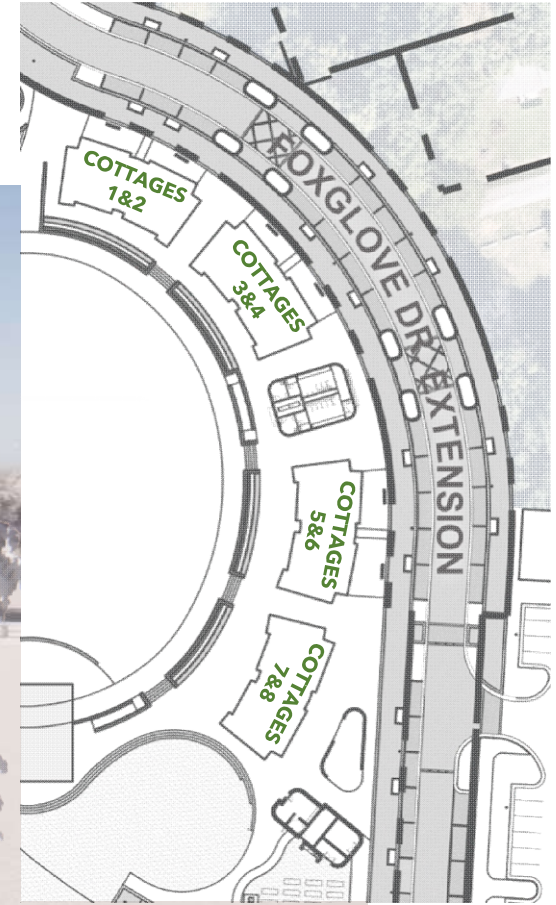 FOXGLOVE DR EXTENSION
COTTAGES
1&2
COTTAGES
3&4
COTTAGES
5&6
COTTAGES
7&8